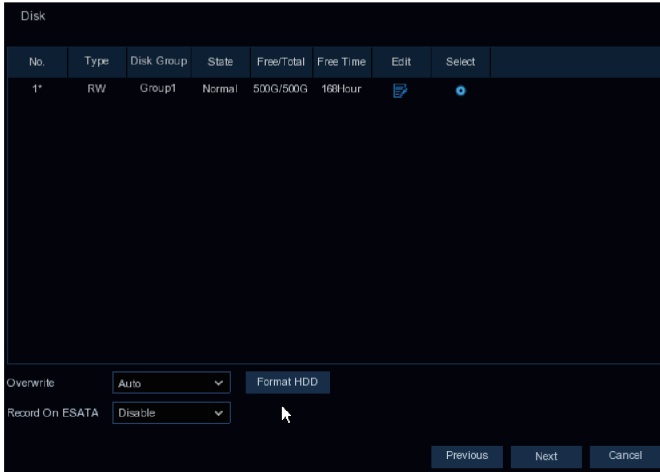 Disk
No. Type Disk Group State Free/Total Free Time Edit Select
1* RW Group1 Normal 500G/500G 168Hour
Overwrite Auto Format HDD
Record On ESATA Disable
Previous Next Cancel